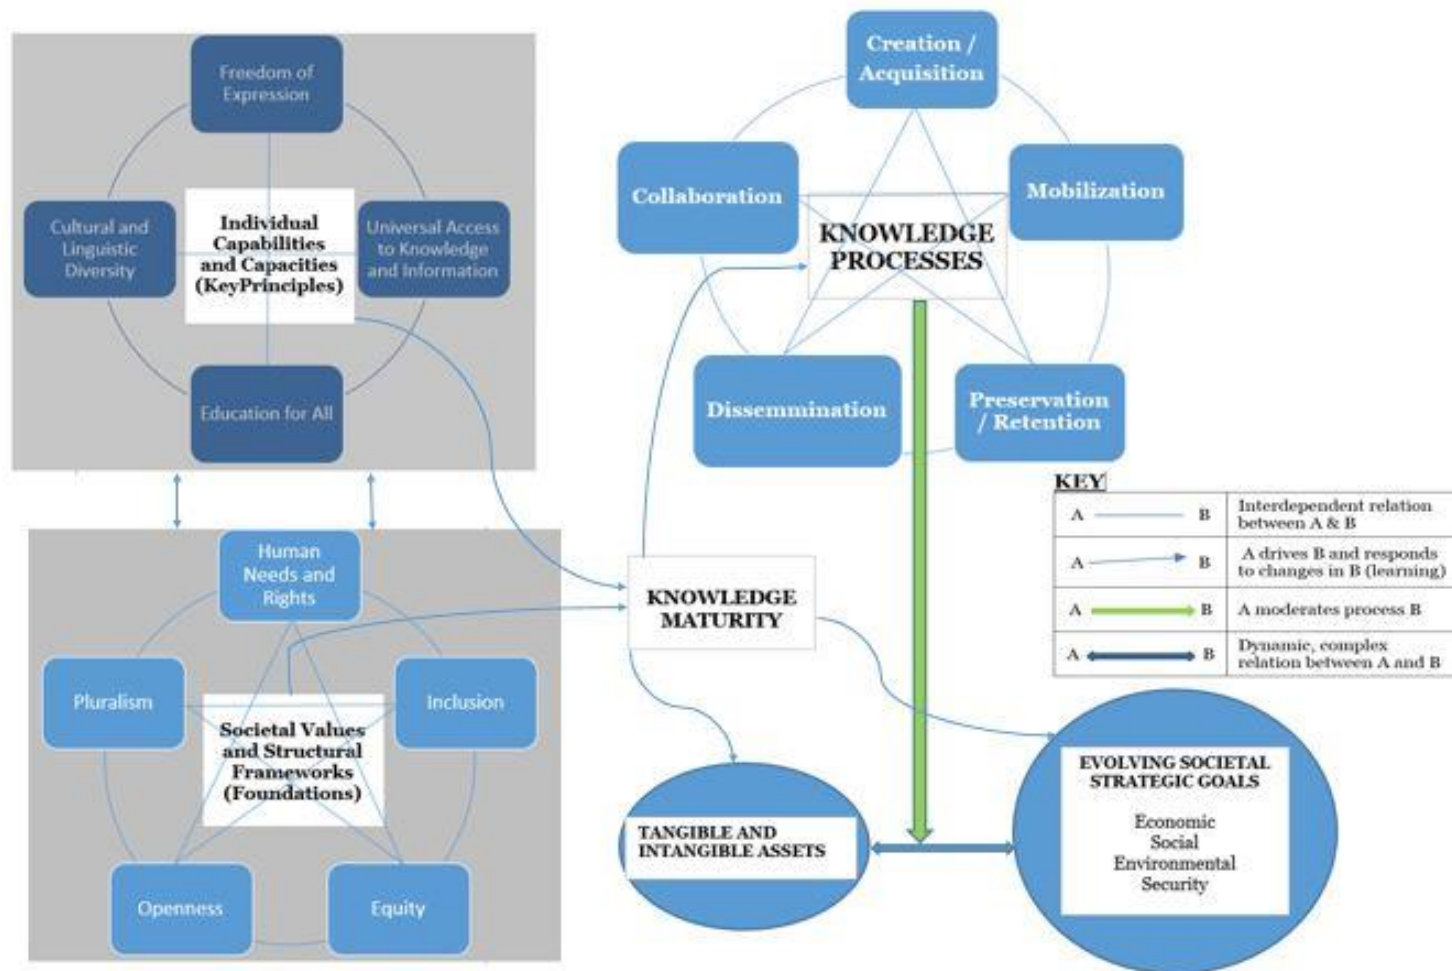 Freedom of
Expression
Cultural and
Linguistic
Diversity
Individual
Capabilities
and Capacities
(KeyPrinciples)
Universal Access
to Knowledge
and Information
Education for All
Human
Needs and
Rights
Pluralism
Inclusion
Societal Values
and Structural
Frameworks
(Foundations)
Openness
Equity
Creation /
Acquisition
Collaboration
Mobilization
KNOWLEDGE
PROCESSES
Dissemmination
Preservation
/ Retention
KNOWLEDGE
MATURITY
KEY
A B Interdependent relation
between A & B
A B A drives B and responds
to changes in B (learning)
A B A moderates process B
A B Dynamic, complex
relation between A and B
TANGIBLE AND
INTANGIBLE ASSETS
EVOLVING SOCIETAL
STRATEGIC GOALS
Economic
Social
Environmental
Security